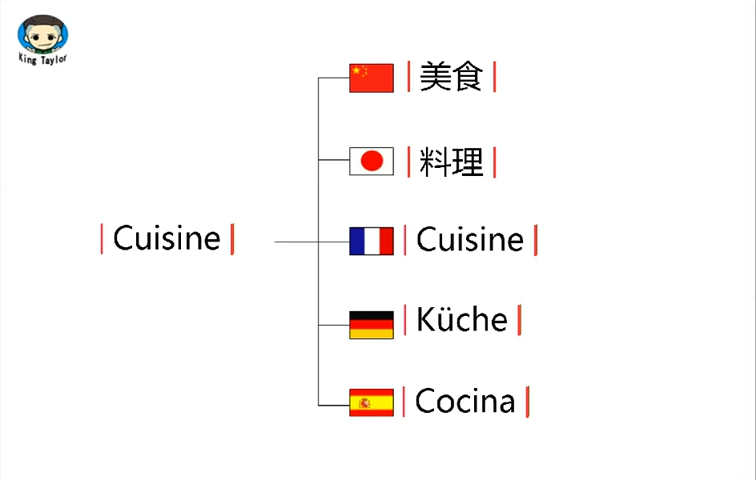 King Taylor
美食
料理
Cuisine
Cuisine
Küche
Cocina